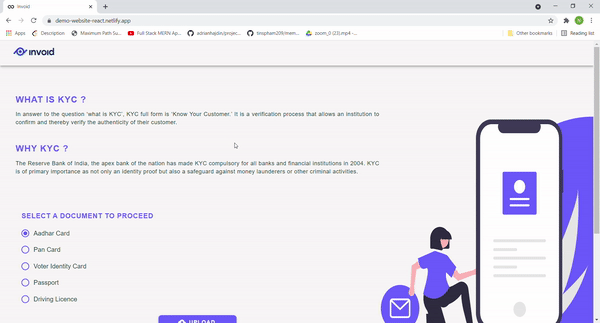 Invoid
demo-website-react.netlify.app
Apps
Description
Maximum Path Su...
Full Stack MERN Ap...
adrianhajdin/projec...
tinspham209/mern...
zoom_0 (23).mp4 -...
Other bookmarks
Reading list
invoid
WHAT IS KYC ?
In answer to the question 'what is KYC', KYC full form is 'Know Your Customer.' It is a verification process that allows an institution to
confirm and thereby verify the authenticity of their customer.
WHY KYC ?
The Reserve Bank of India, the apex bank of the nation has made KYC compulsory for all banks and financial institutions in 2004. KYC
is of primary importance as not only an identity proof but also a safeguard against money launderers or other criminal activities.
SELECT A DOCUMENT TO PROCEED
Aadhar Card
Pan Card
Voter Identity Card
Passport
Driving Licence
UPLOAD